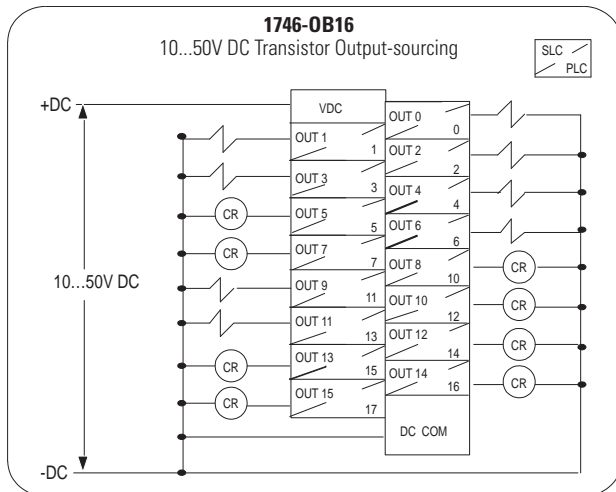 1746-OB16
10...50V DC Transistor Output-sourcing
SLC
PLC
+DC
VDC
OUT 0
0
OUT 1
1
OUT 2
2
OUT 3
3
OUT 4
4
CR
OUT 5
5
OUT 6
6
CR
OUT 7
7
OUT 8
10
CR
10...50V DC
OUT 9
11
OUT 10
12
CR
OUT 11
13
OUT 12
14
CR
CR
OUT 13
15
OUT 14
16
CR
CR
OUT 15
17
DC COM
-DC